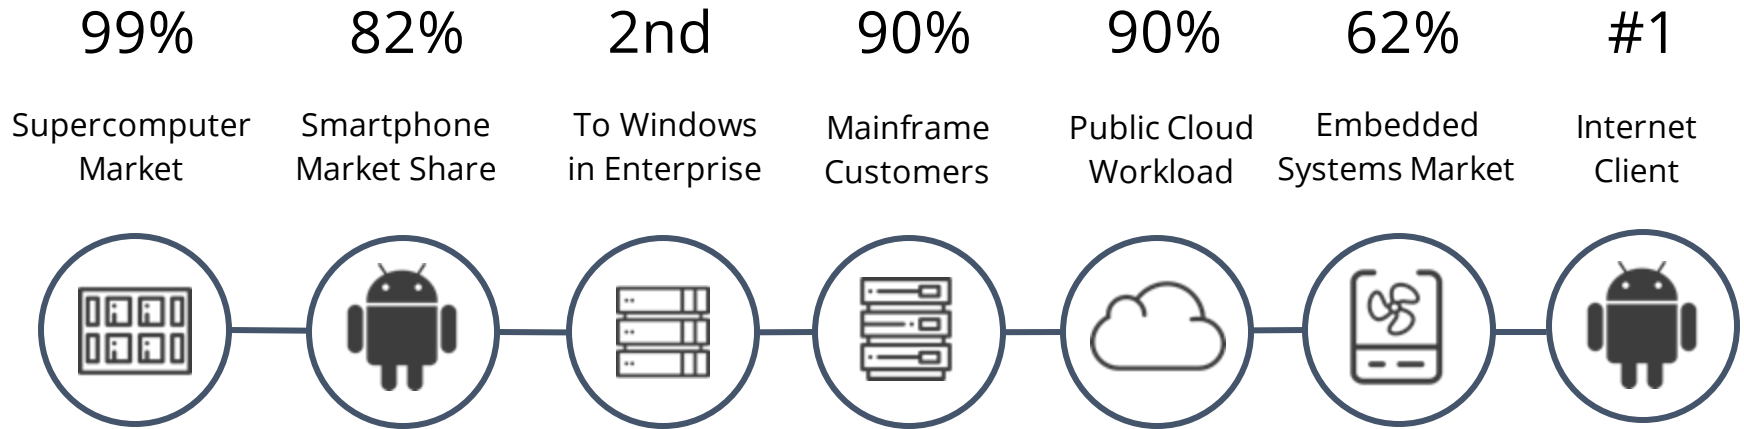 99%
Supercomputer
Market
82%
Smartphone
Market Share
2nd
To Windows
in Enterprise
90%
Mainframe
Customers
90%
Public Cloud
Workload
62%
Embedded
Systems Market
#1
Internet
Client